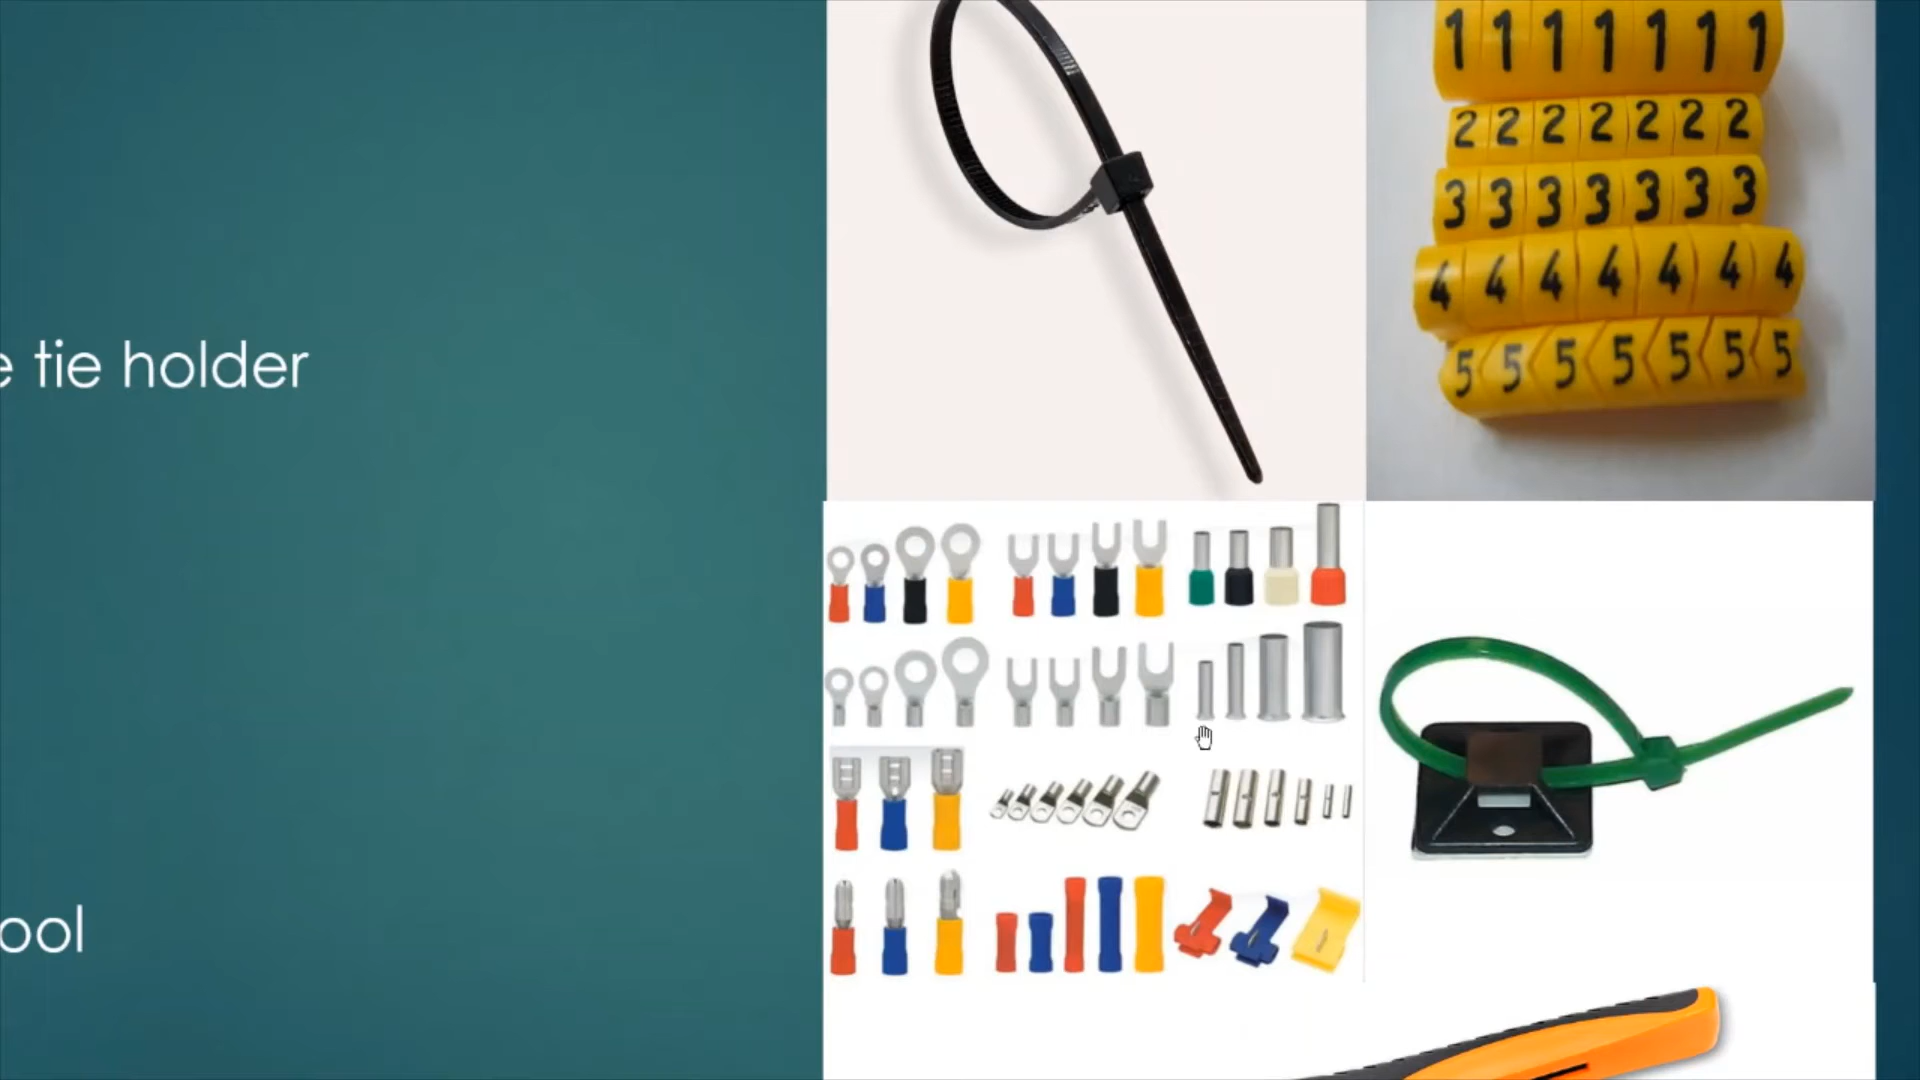 e tie holder
ool
1 1 1 1 1 1 1
2 2 2 2 2 2 2
3 3 3 3 3 3 3
4 4 4 4 4 4 4
5 5 5 5 5 5 5